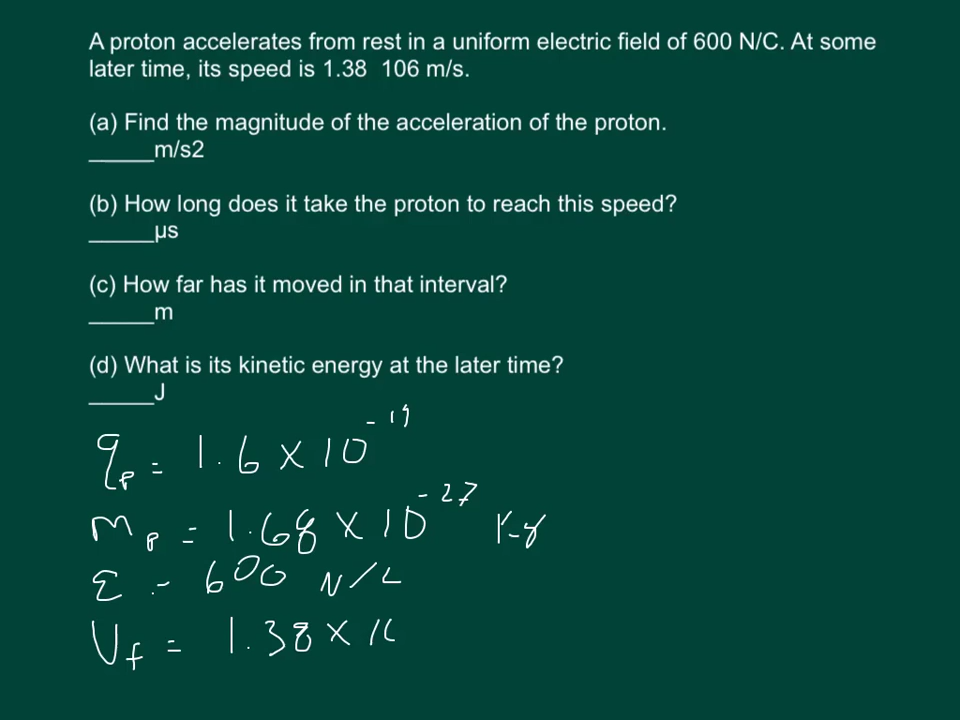 A proton accelerates from rest in a uniform electric field of 600 N/C. At some
later time, its speed is 1.38 106 m/s.
(a) Find the magnitude of the acceleration of the proton.
_____m/s2
(b) How long does it take the proton to reach this speed?
_____µs
(c) How far has it moved in that interval?
_____m
(d) What is its kinetic energy at the later time?
_____J
qp = 1.6 × 10^-19
mp = 1.68 × 10^-27 Kg
E = 600 N/C
Vf = 1.38 × 10